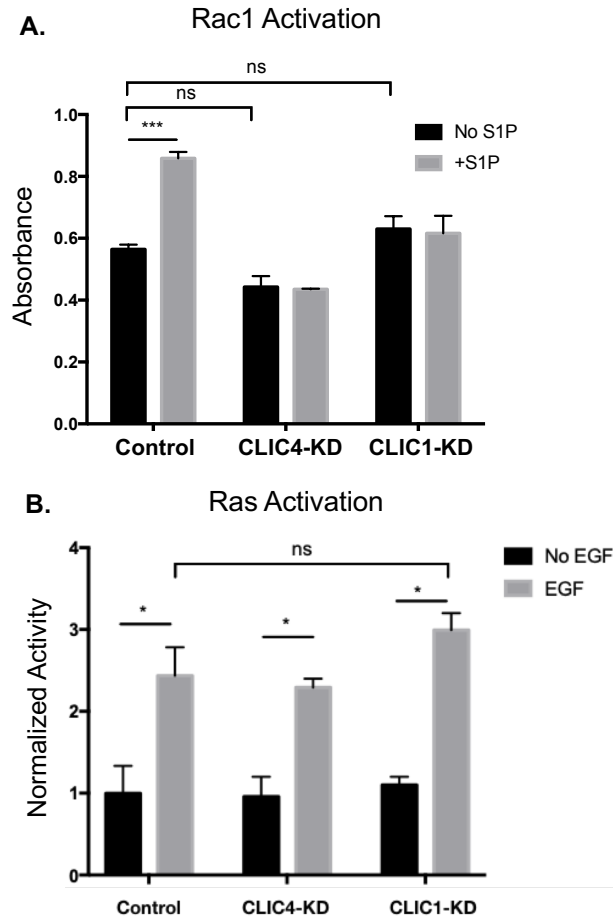 A.
Rac1 Activation
ns
ns
***
No S1P
+S1P
Absorbance
1.0
0.8
0.6
0.4
0.2
0.0
Control CLIC4-KD CLIC1-KD
B.
Ras Activation
ns
No EGF
EGF
*
*
*
Normalized Activity
4
3
2
1
0
Control CLIC4-KD CLIC1-KD